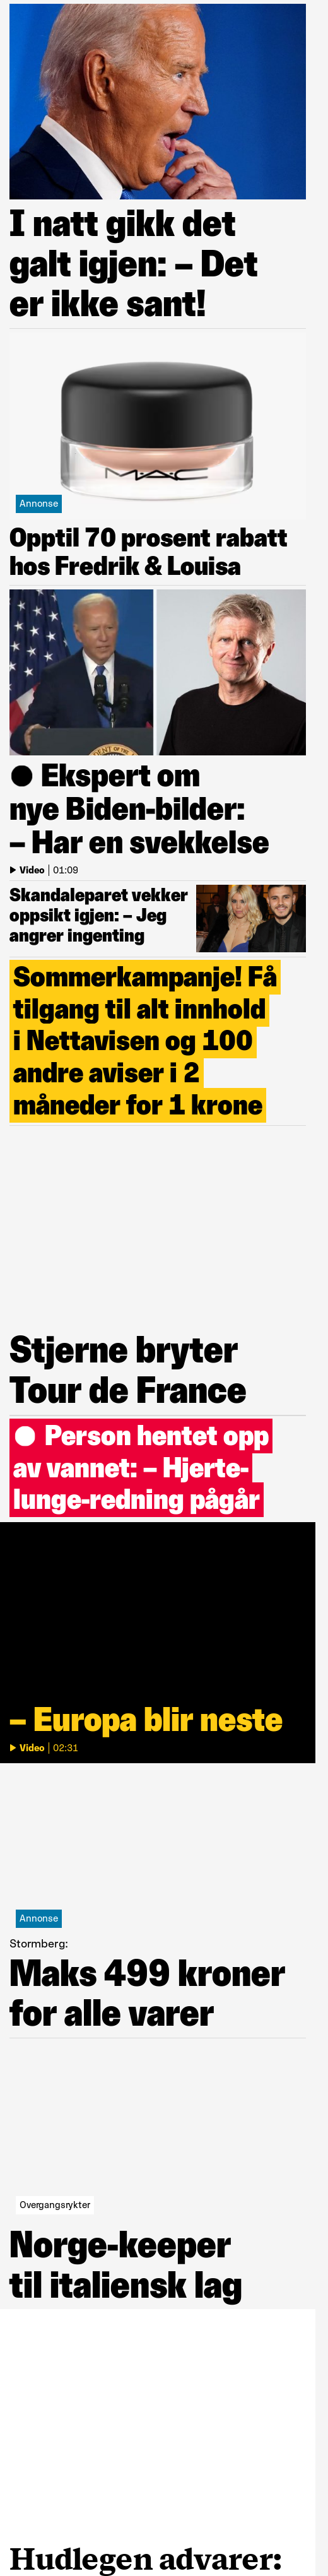 I natt gikk det
galt igjen: – Det
er ikke sant!
MAC
Annonse
Opptil 70 prosent rabatt
hos Fredrik & Louisa
Ekspert om
nye Biden-bilder:
– Har en svekkelse
Video | 01:09
Skandaleparet vekker
oppsikt igjen: – Jeg
angrer ingenting
Sommerkampanje! Få
tilgang til alt innhold
i Nettavisen og 100
andre aviser i 2
måneder for 1 krone
Stjerne bryter
Tour de France
Person hentet opp
av vannet: – Hjerte-
lunge-redning pågår
– Europa blir neste
Video | 02:31
Annonse
Stormberg:
Maks 499 kroner
for alle varer
Overgangsrykter
Norge-keeper
til italiensk lag
Hudlegen advarer: